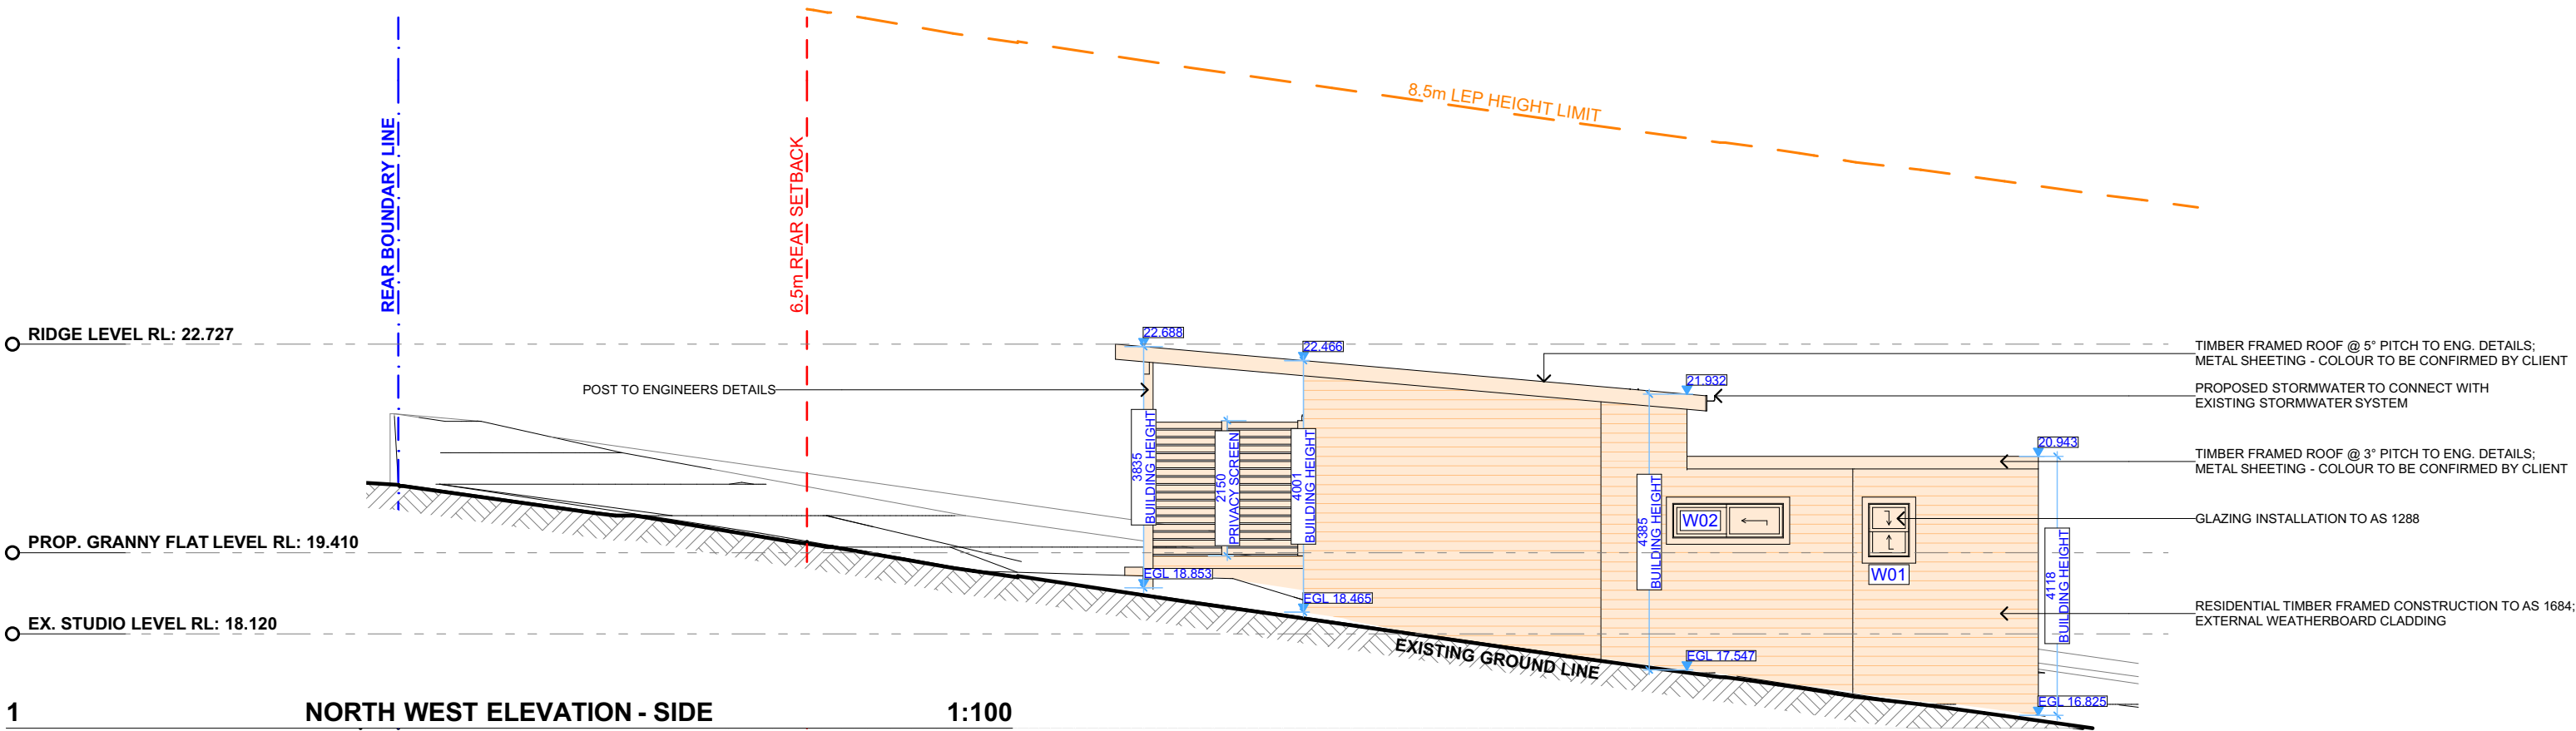 8.5m LEP HEIGHT LIMIT
REAR BOUNDARY LINE
6.5m REAR SETBACK
RIDGE LEVEL RL: 22.727
22.688
22.466
21.932
20.943
TIMBER FRAMED ROOF @ 5° PITCH TO ENG. DETAILS;
METAL SHEETING - COLOUR TO BE CONFIRMED BY CLIENT
POST TO ENGINEERS DETAILS
PROPOSED STORMWATER TO CONNECT WITH
EXISTING STORMWATER SYSTEM
TIMBER FRAMED ROOF @ 3° PITCH TO ENG. DETAILS;
METAL SHEETING - COLOUR TO BE CONFIRMED BY CLIENT
3835
BUILDING HEIGHT
2150
PRIVACY SCREEN
4001
BUILDING HEIGHT
4385
BUILDING HEIGHT
W02
W01
GLAZING INSTALLATION TO AS 1288
4118
BUILDING HEIGHT
PROP. GRANNY FLAT LEVEL RL: 19.410
EGL 18.853
EGL 18.465
RESIDENTIAL TIMBER FRAMED CONSTRUCTION TO AS 1684;
EXTERNAL WEATHERBOARD CLADDING
EX. STUDIO LEVEL RL: 18.120
EXISTING GROUND LINE
EGL 17.547
EGL 16.825
1 NORTH WEST ELEVATION - SIDE 1:100